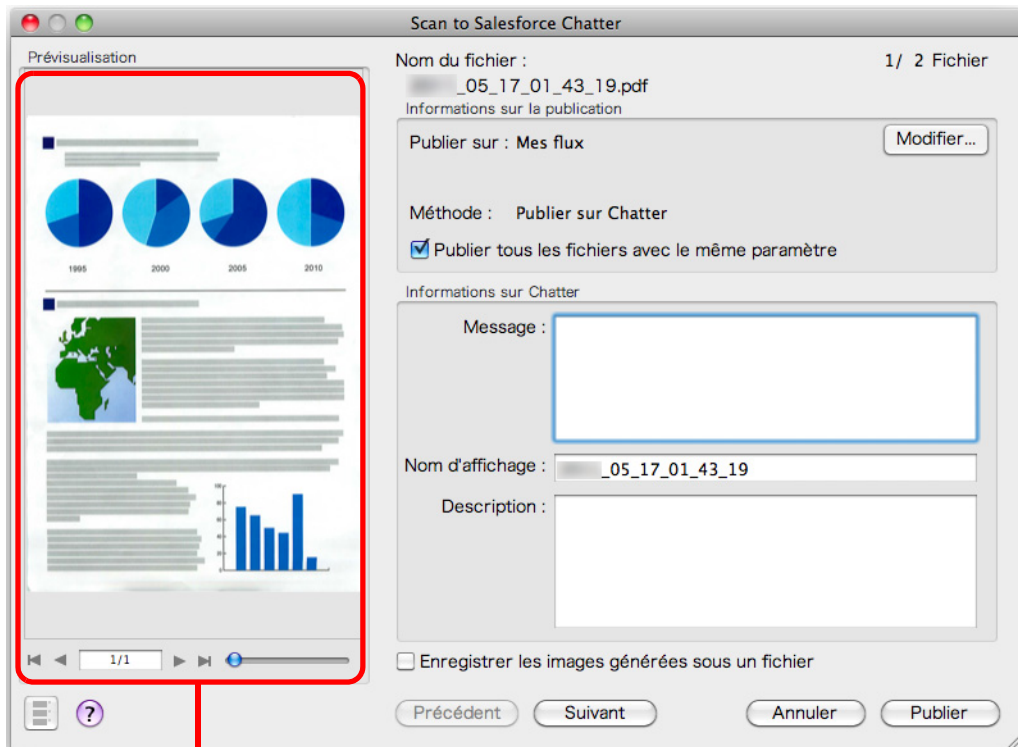 Scan to Salesforce Chatter
Prévisualisation
1995 2000 2005 2010
1/1
Nom du fichier :
1/ 2 Fichier
_05_17_01_43_19.pdf
Informations sur la publication
Publier sur : Mes flux
Modifier...
Méthode : Publier sur Chatter
Publier tous les fichiers avec le même paramètre
Informations sur Chatter
Message :
Nom d'affichage : _05_17_01_43_19
Description :
Enregistrer les images générées sous un fichier
?
Précédent Suivant Annuler Publier